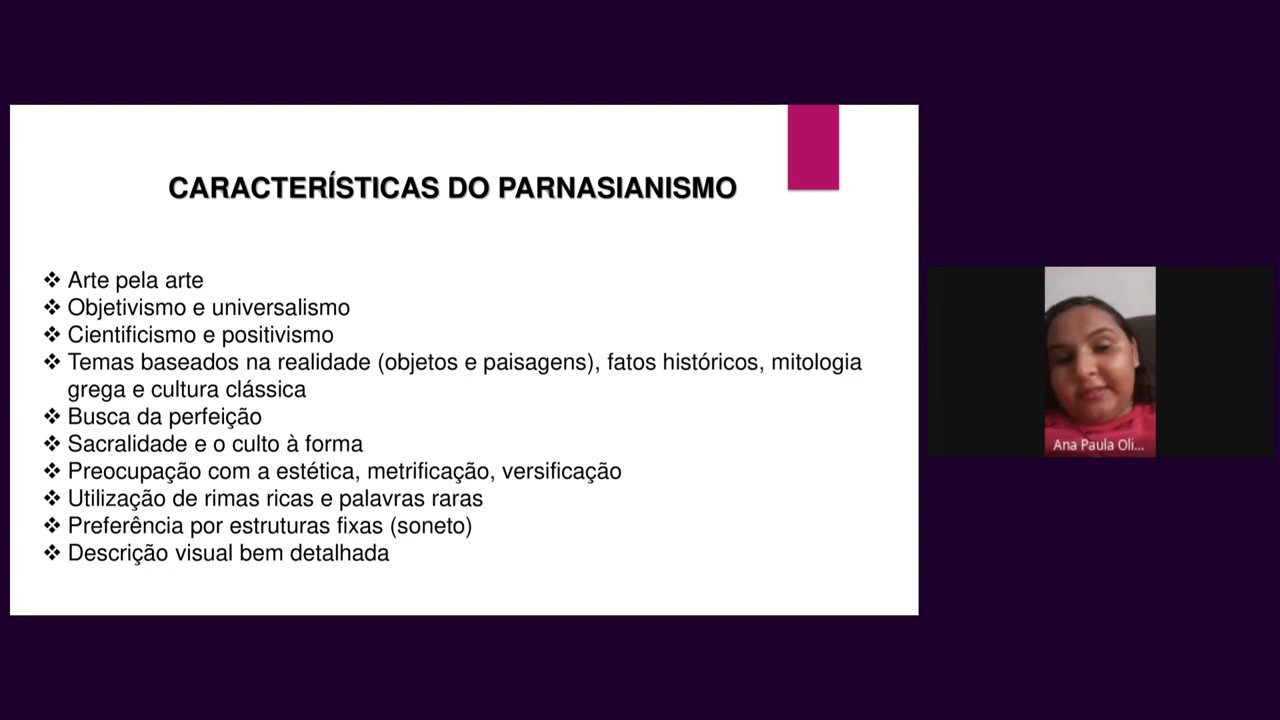 CARACTERÍSTICAS DO PARNASIANISMO
❖ Arte pela arte
❖ Objetivismo e universalismo
❖ Cientificismo e positivismo
❖ Temas baseados na realidade (objetos e paisagens), fatos históricos, mitologia
grega e cultura clássica
❖ Busca da perfeição
❖ Sacralidade e o culto à forma
❖ Preocupação com a estética, metrificação, versificação
❖ Utilização de rimas ricas e palavras raras
❖ Preferência por estruturas fixas (soneto)
❖ Descrição visual bem detalhada
Ana Paula Oli...